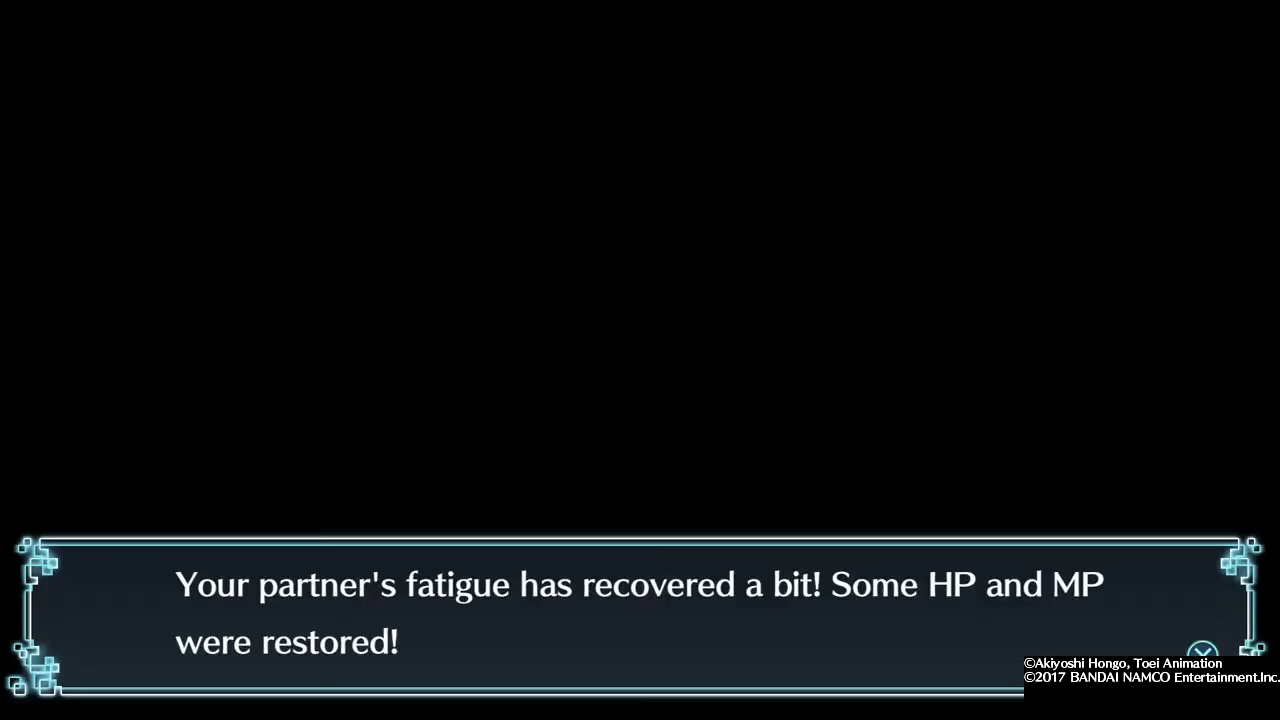 Your partner's fatigue has recovered a bit! Some HP and MP
were restored!
©Akiyoshi Hongo, Toei Animation
©2017 BANDAI NAMCO Entertainment.Inc.